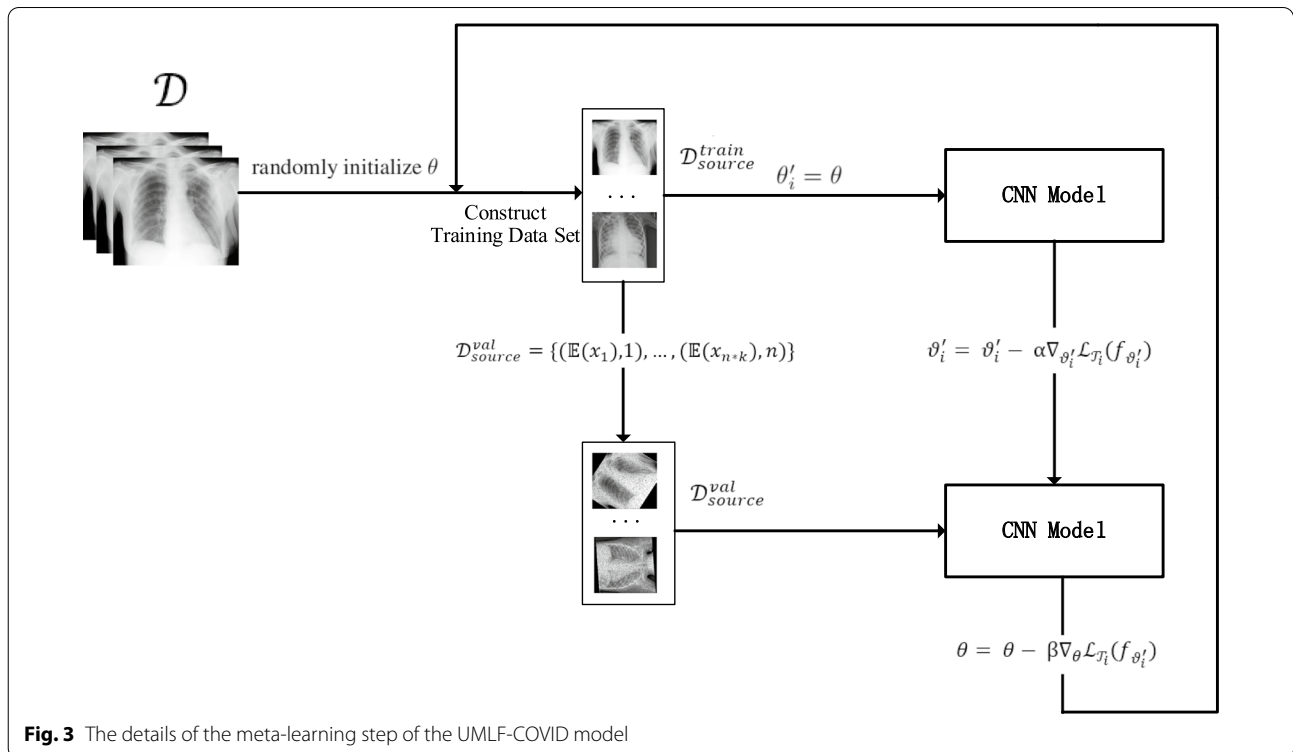 𝒟
randomly initialize θ
Construct
Training Data Set
. . .
𝒟^{train}_{source}
θ′_i = θ
CNN Model
𝒟^{val}_{source} = {(𝔼(x_1),1), … , (𝔼(x_{n*k}), n)}
ϑ′_i = ϑ′_i − α∇_{ϑ′_i}ℒ_{𝒯_i}(f_{ϑ′_i})
. . .
𝒟^{val}_{source}
CNN Model
θ = θ − β∇_θℒ_{𝒯_i}(f_{ϑ′_i})
Fig. 3 The details of the meta-learning step of the UMLF-COVID model